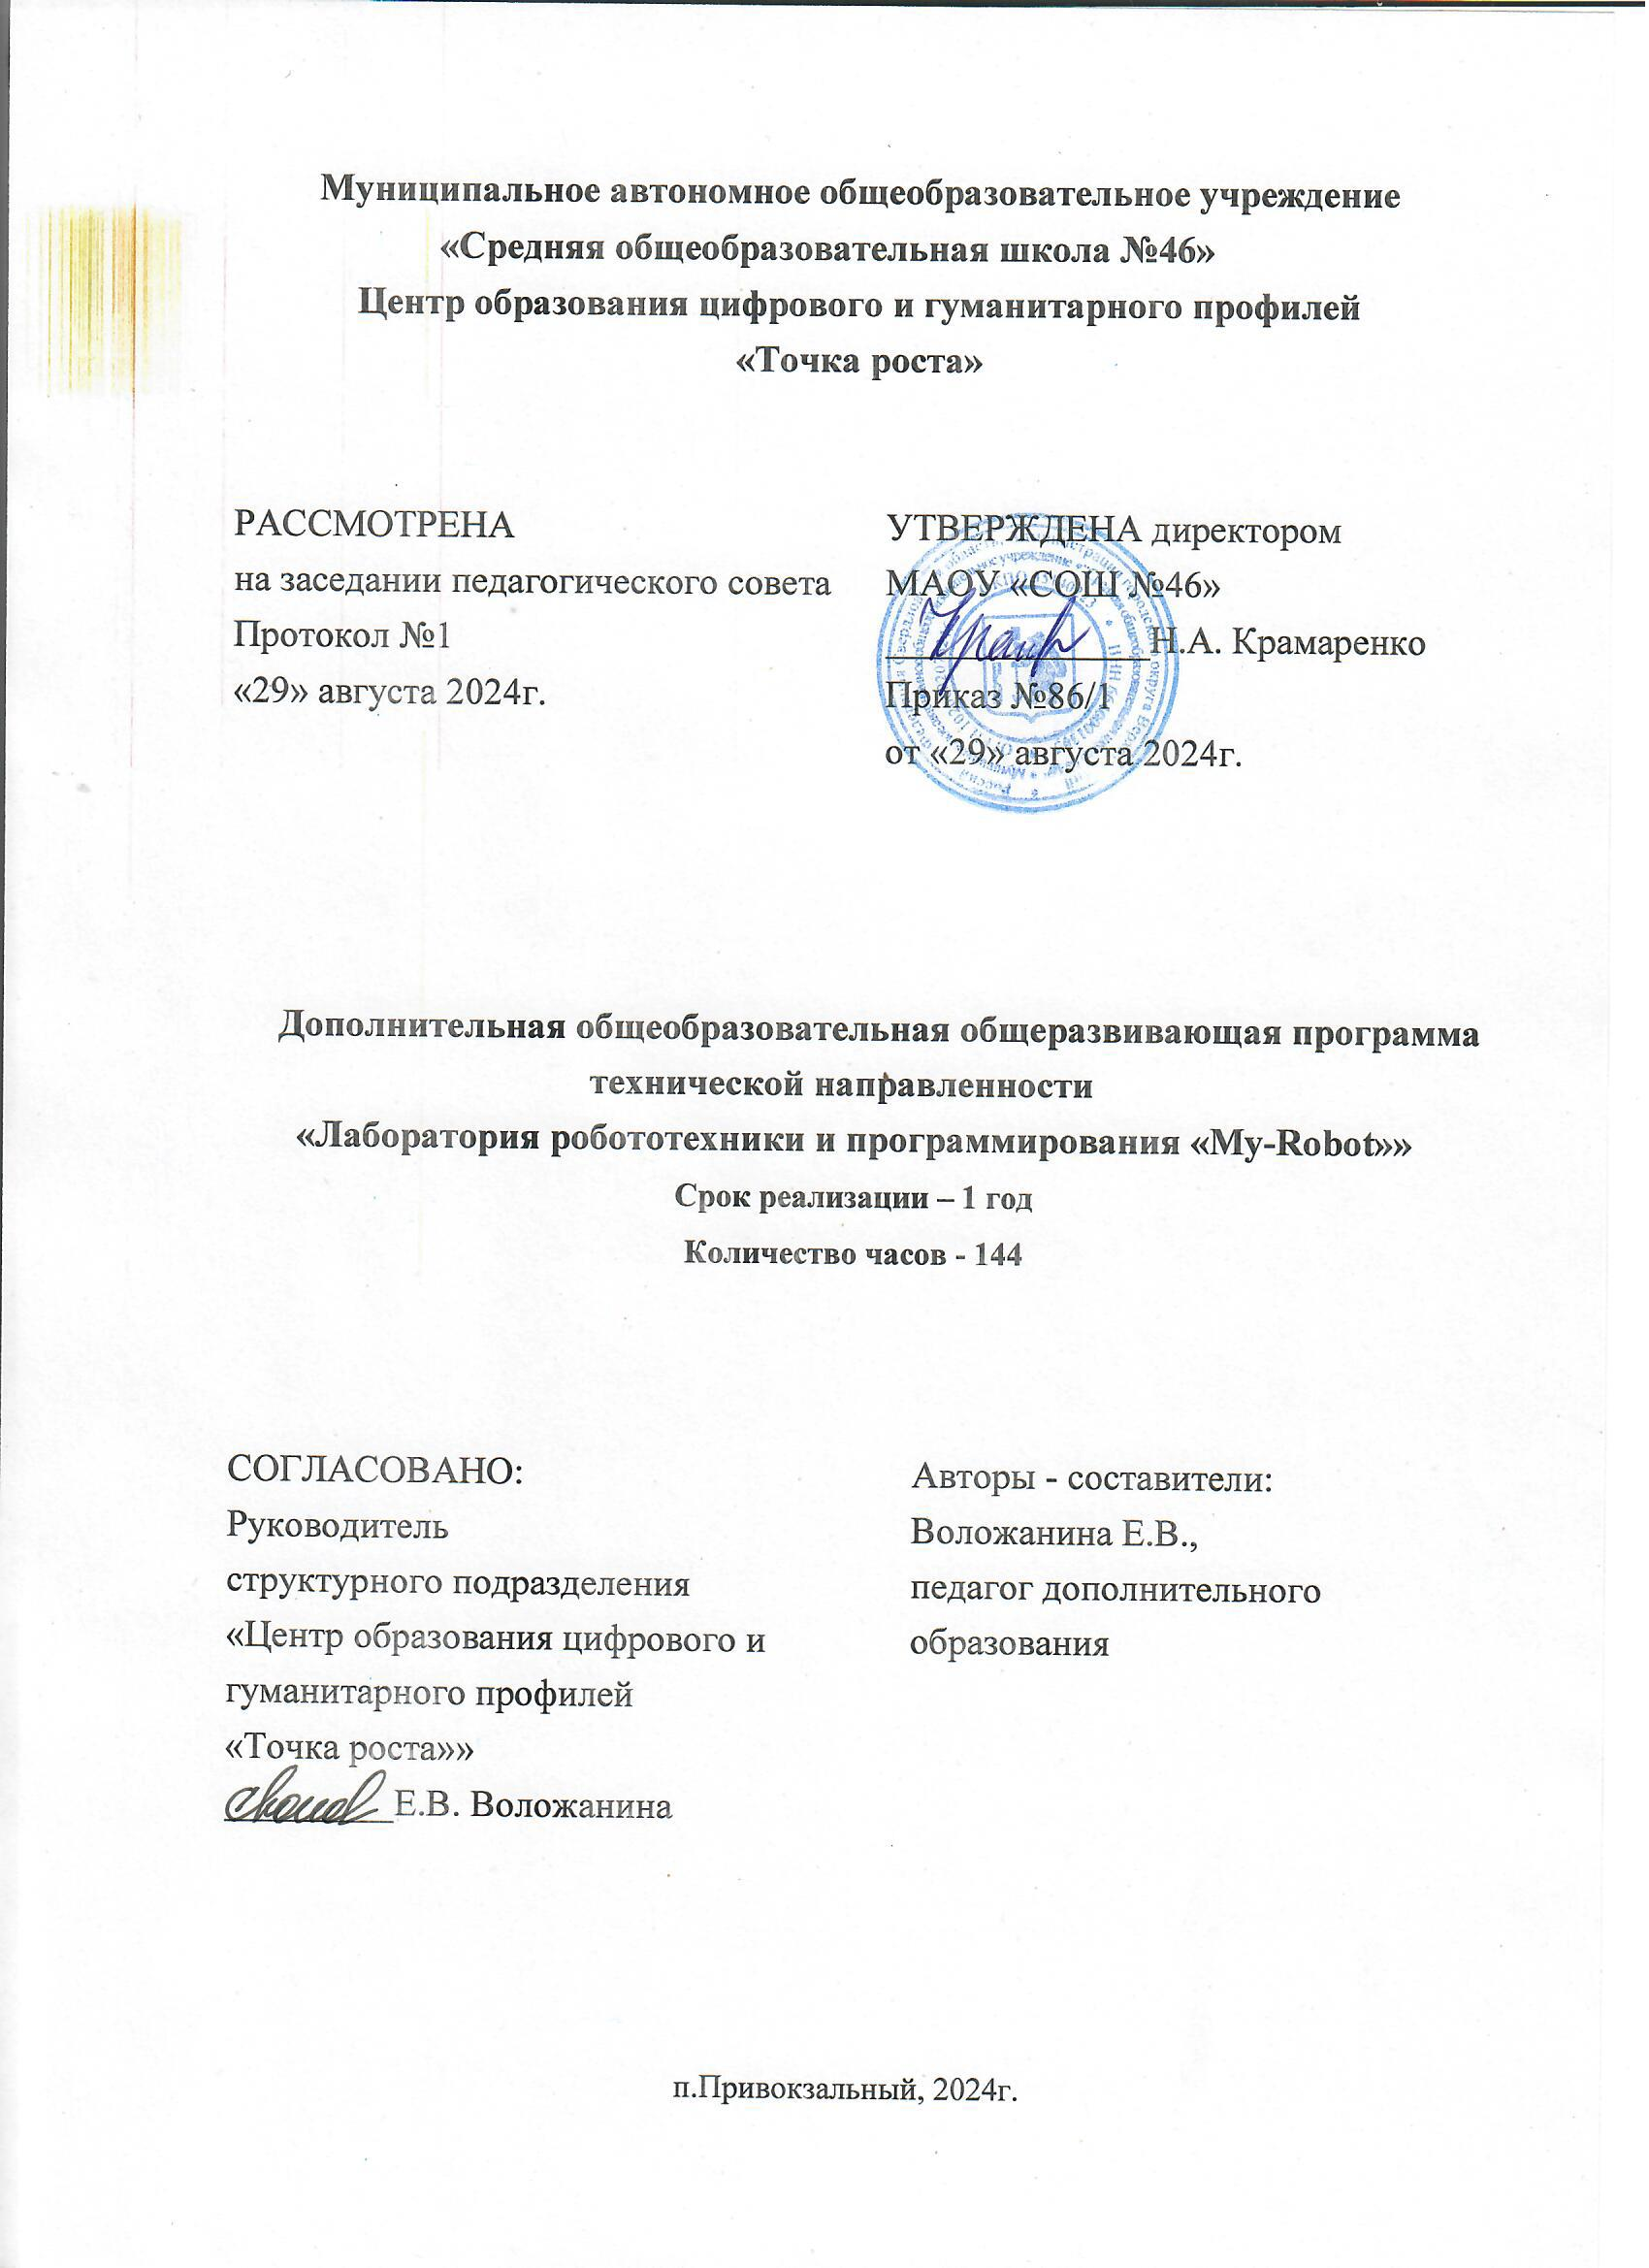 Муниципальное автономное общеобразовательное учреждение
«Средняя общеобразовательная школа №46»
Центр образования цифрового и гуманитарного профилей
«Точка роста»
РАССМОТРЕНА
на заседании педагогического совета
Протокол №1
«29» августа 2024г.
УТВЕРЖДЕНА директором
МАОУ «СОШ №46»
Н.А. Крамаренко
Приказ №86/1
от «29» августа 2024г.
Дополнительная общеобразовательная общеразвивающая программа
технической направленности
«Лаборатория робототехники и программирования «My-Robot»»
Срок реализации – 1 год
Количество часов - 144
СОГЛАСОВАНО:
Руководитель
структурного подразделения
«Центр образования цифрового и
гуманитарного профилей
«Точка роста»»
Е.В. Воложанина
Авторы - составители:
Воложанина Е.В.,
педагог дополнительного
образования
п.Привокзальный, 2024г.